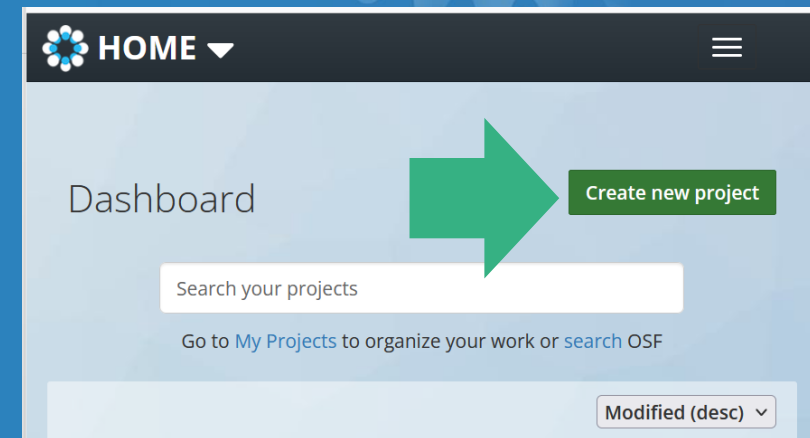 HOME
Dashboard
Create new project
Search your projects
Go to My Projects to organize your work or search OSF
Modified (desc)